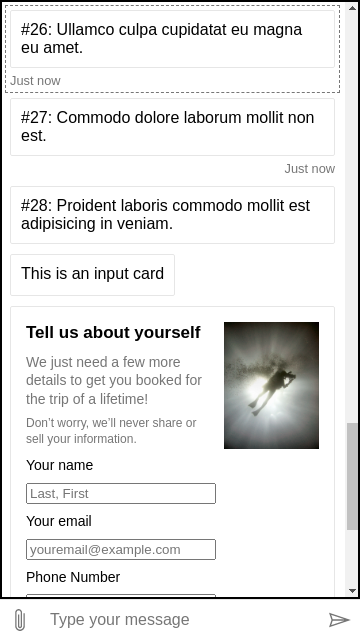 #26: Ullamco culpa cupidatat eu magna
eu amet.
Just now
#27: Commodo dolore laborum mollit non
est.
Just now
#28: Proident laboris commodo mollit est
adipisicing in veniam.
This is an input card
Tell us about yourself
We just need a few more
details to get you booked for
the trip of a lifetime!
Don't worry, we'll never share or
sell your information.
Your name
Last, First
Your email
youremail@example.com
Phone Number
Type your message